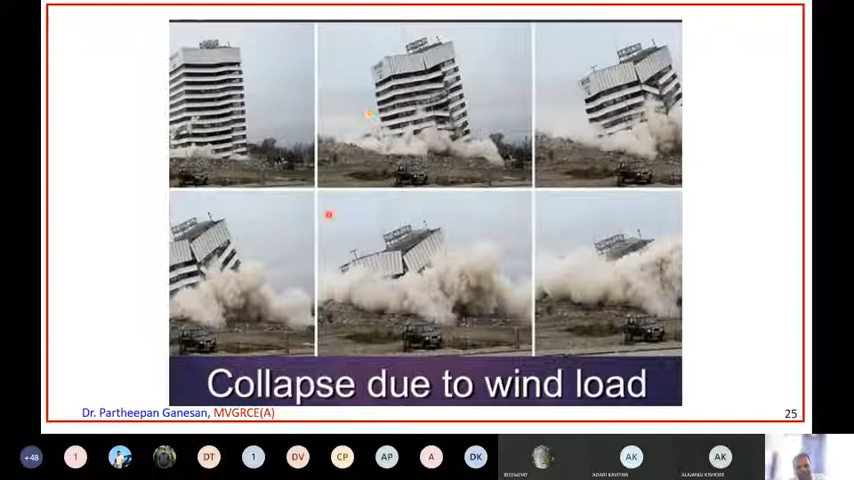 Collapse due to wind load
Dr. Partheepan Ganesan, MVGRCE(A)
25
+48
1
DT
1
DV
CP
AP
A
DK
AK
AK